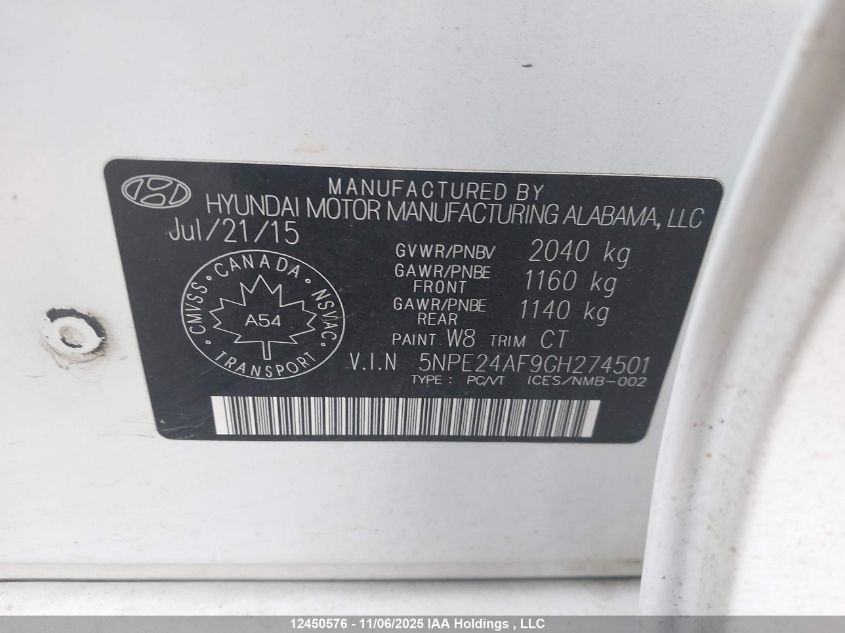 MANUFACTURED BY
HYUNDAI MOTOR MANUFACTURING ALABAMA, LLC
Jul/21/15
GVWR/PNBV 2040 kg
GAWR/PNBE FRONT 1160 kg
GAWR/PNBE REAR 1140 kg
PAINT W8 TRIM CT
V.I.N 5NPE24AF9GH274501
TYPE : PC/VT ICES/NMB-002
CMVSS • CANADA • NSVAC • TRANSPORT •
A54
12450576 - 11/06/2025 IAA Holdings , LLC